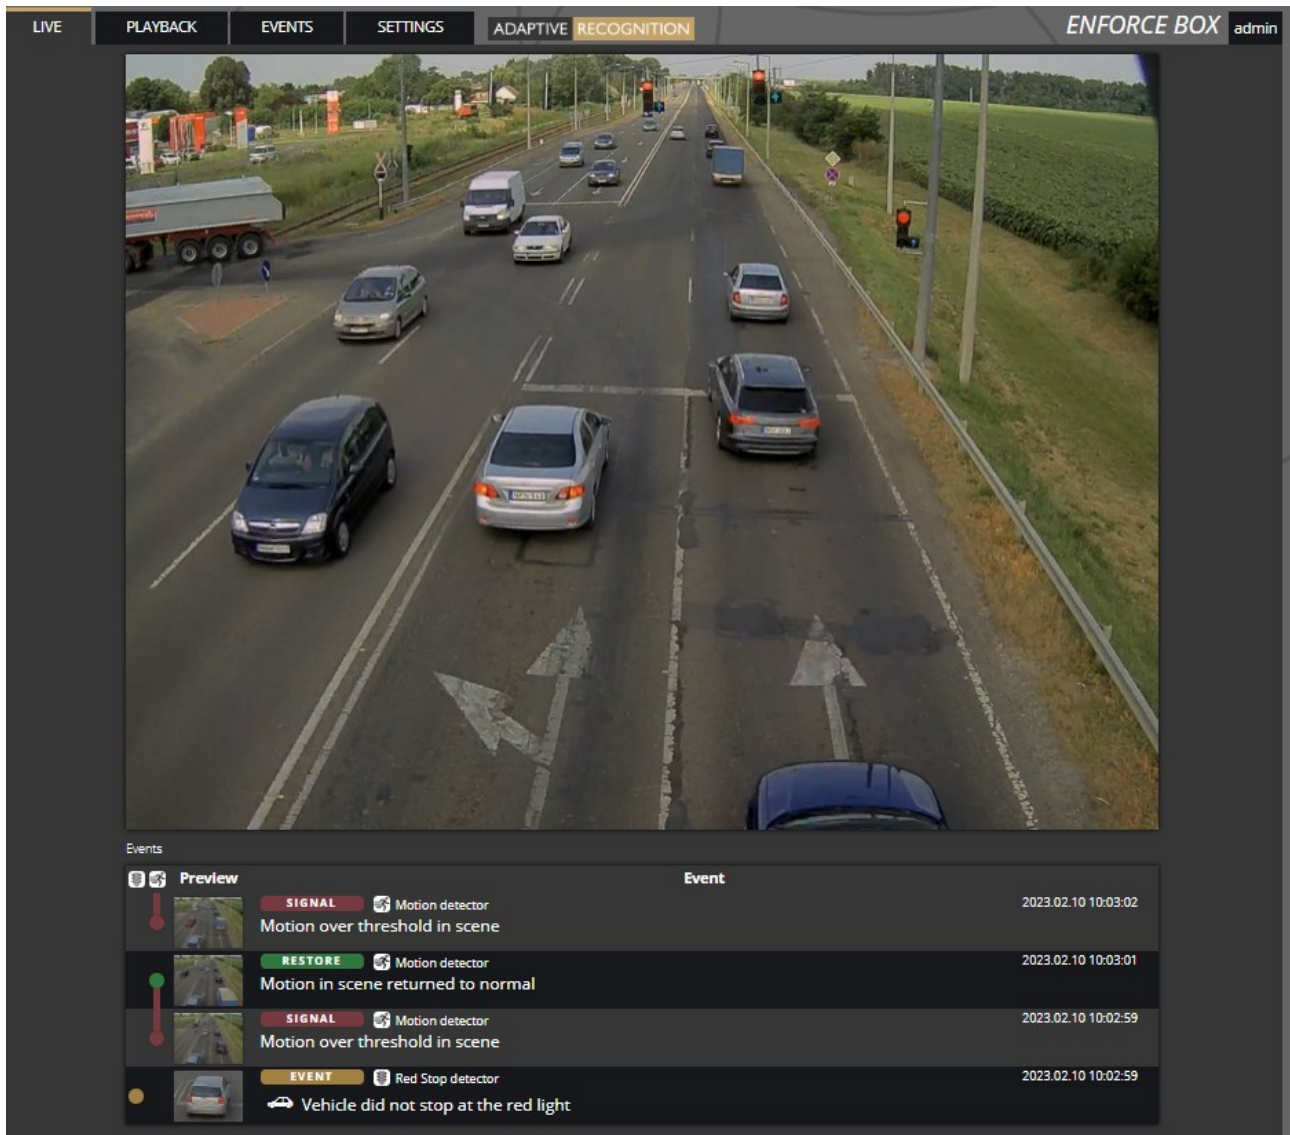 LIVE PLAYBACK EVENTS SETTINGS ADAPTIVE RECOGNITION ENFORCE BOX admin
Events
Preview Event
SIGNAL Motion detector 2023.02.10 10:03:02
Motion over threshold in scene
RESTORE Motion detector 2023.02.10 10:03:01
Motion in scene returned to normal
SIGNAL Motion detector 2023.02.10 10:02:59
Motion over threshold in scene
EVENT Red Stop detector 2023.02.10 10:02:59
Vehicle did not stop at the red light